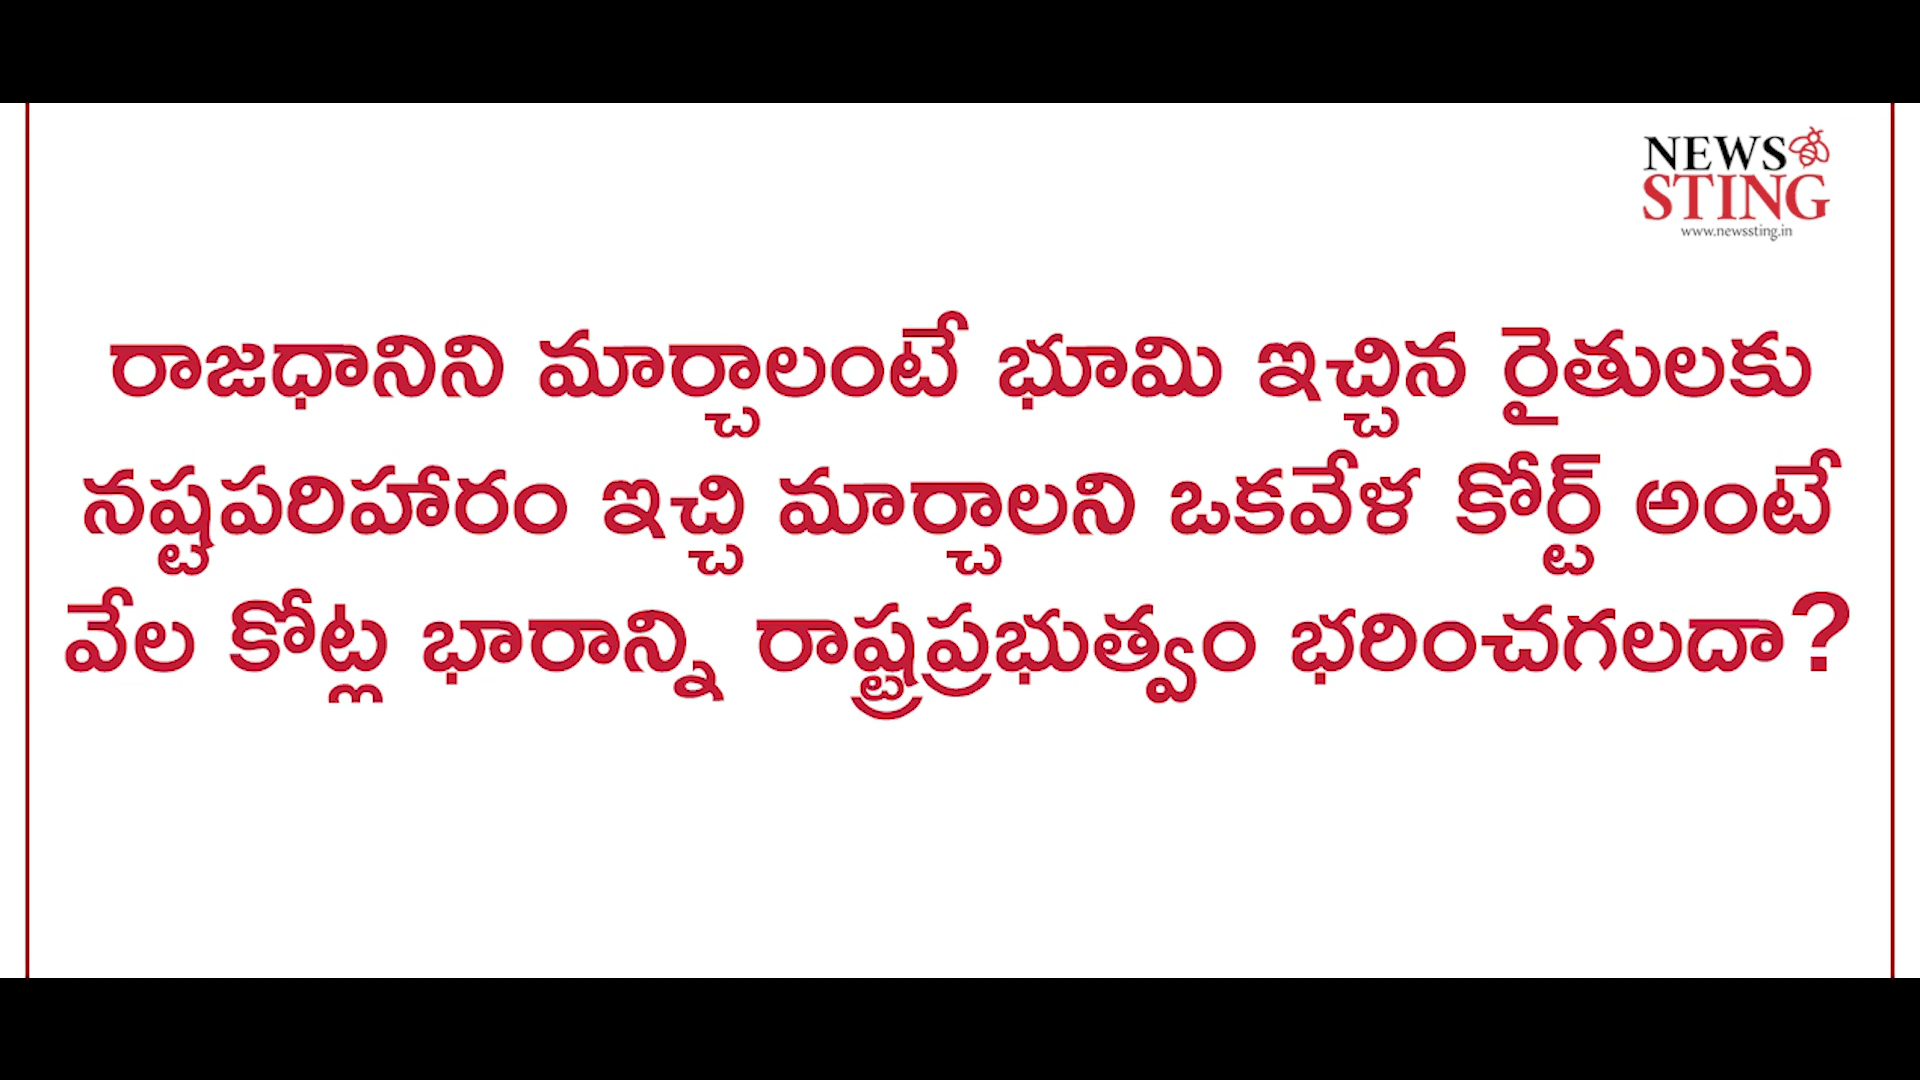 NEWS
STING
www.newssting.in
రాజధానిని మార్చాలంటే భూమి ఇచ్చిన రైతులకు
నష్టపరిహారం ఇచ్చి మార్చాలని ఒకవేళ కోర్ట్ అంటే
వేల కోట్ల భారాన్ని రాష్ట్రప్రభుత్వం భరించగలదా?